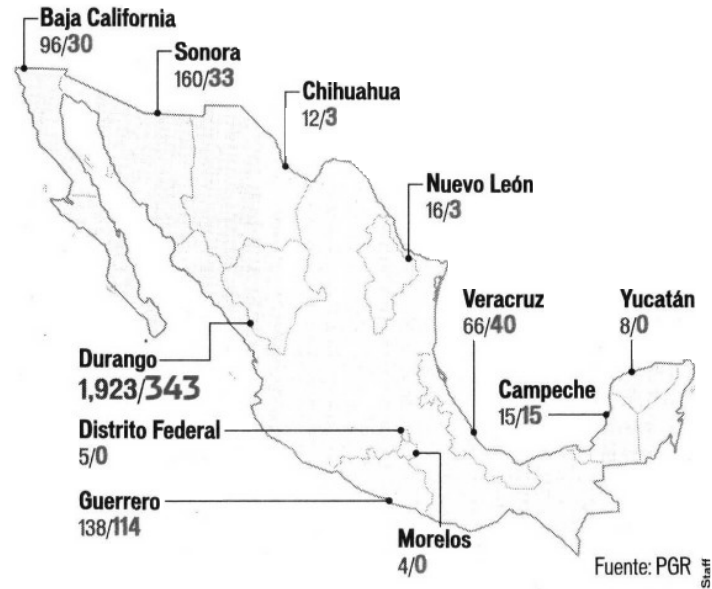 Baja California
96/30
Sonora
160/33
Chihuahua
12/3
Nuevo León
16/3
Veracruz
66/40
Yucatán
8/0
Durango
1,923/343
Campeche
15/15
Distrito Federal
5/0
Guerrero
138/114
Morelos
4/0
Fuente: PGR
Staff